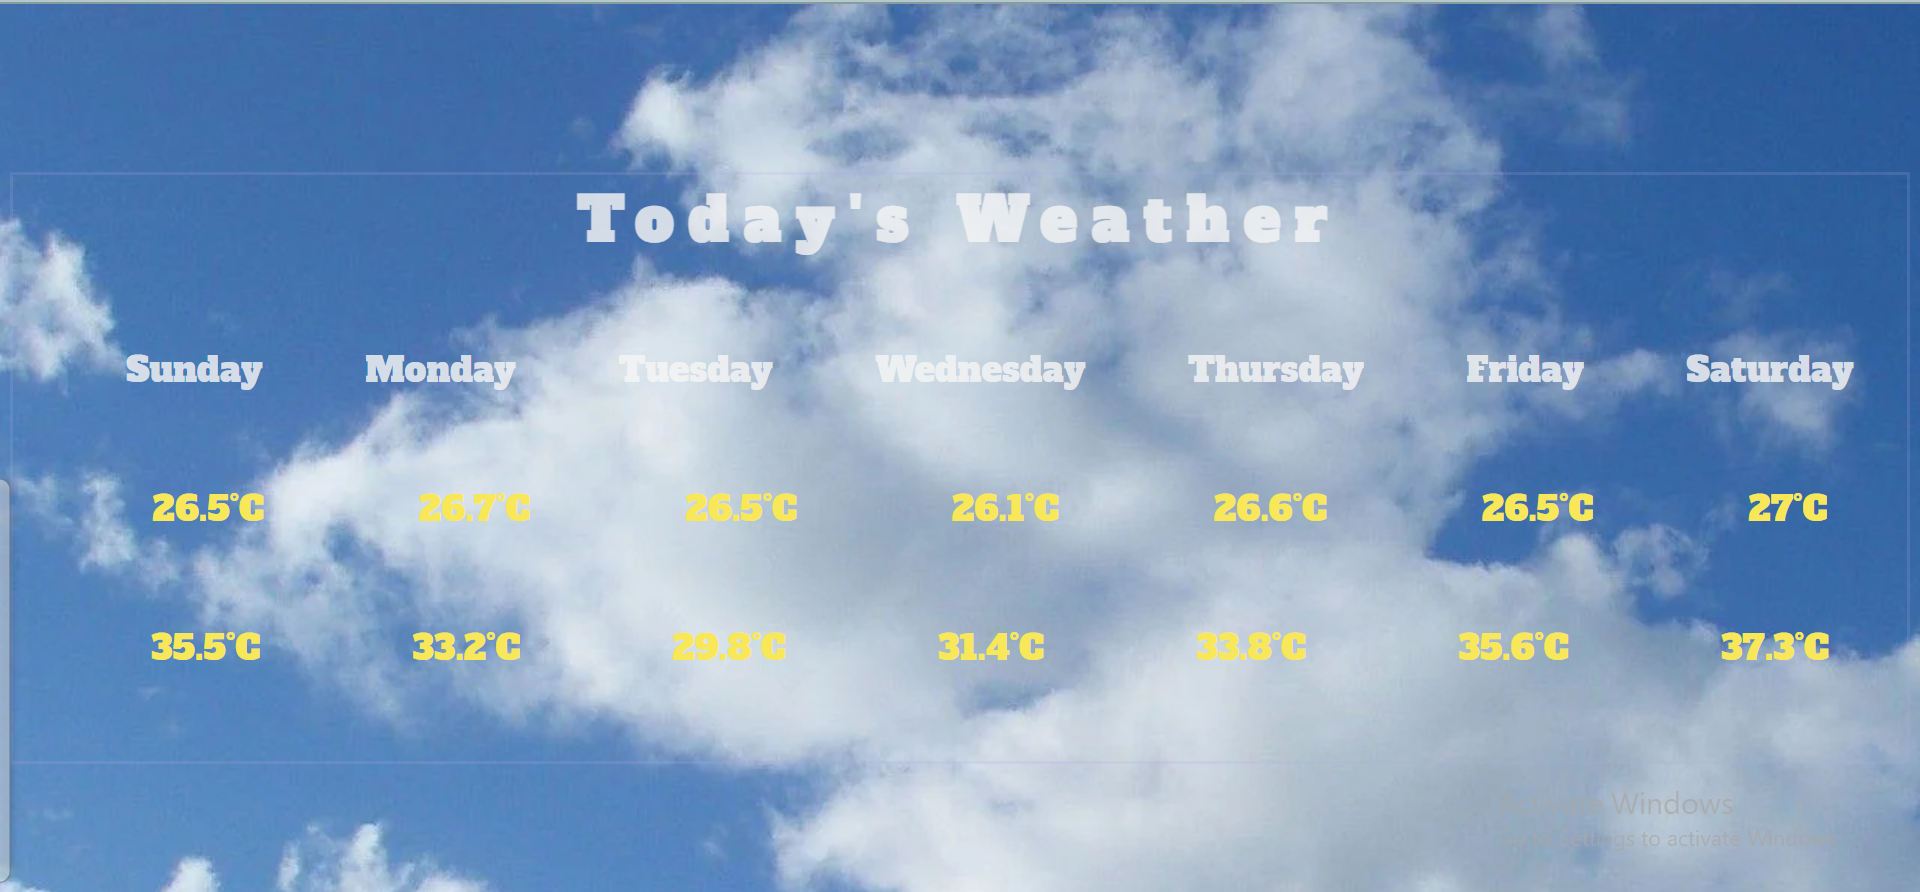 Today's Weather
Sunday Monday Tuesday Wednesday Thursday Friday Saturday
26.5°C 26.7°C 26.5°C 26.1°C 26.6°C 26.5°C 27°C
35.5°C 33.2°C 29.8°C 31.4°C 33.8°C 35.6°C 37.3°C
Activate Windows
Go to Settings to activate Windows.